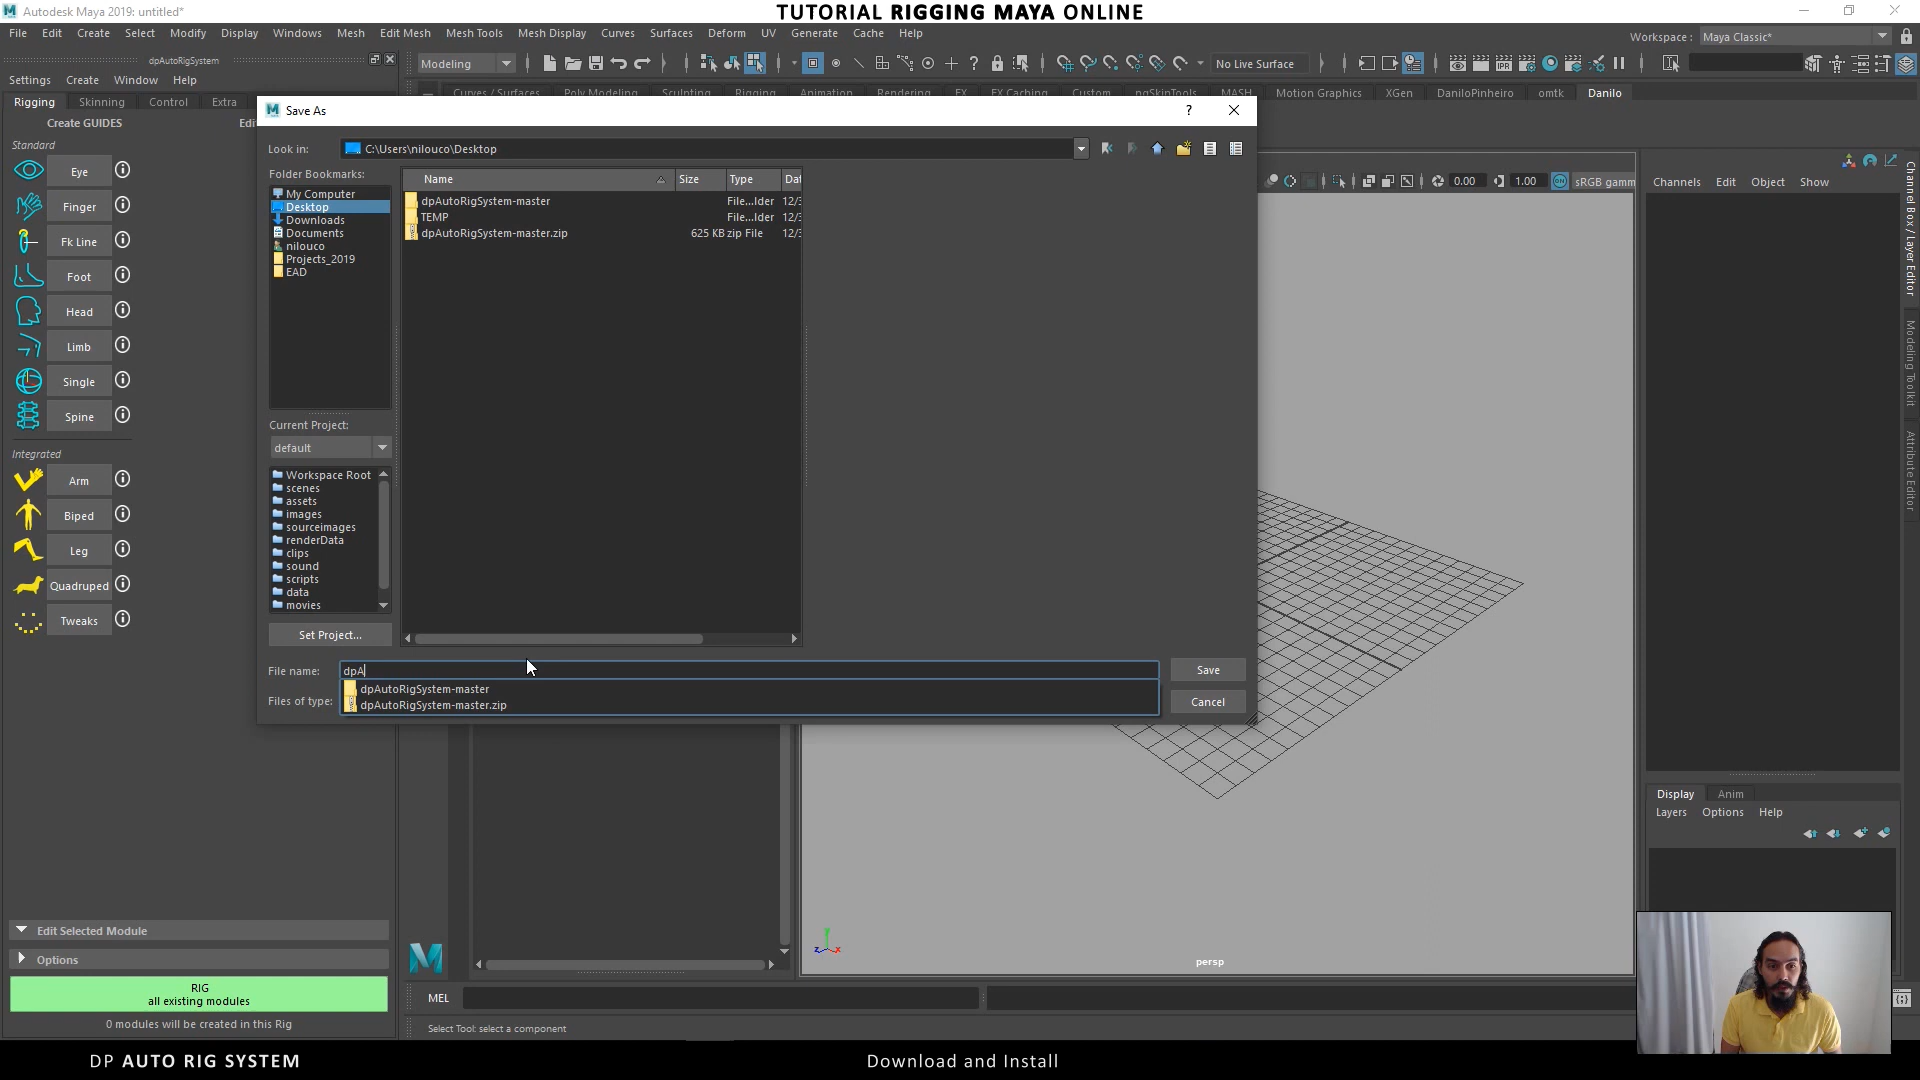 Autodesk Maya 2019: untitled*
TUTORIAL RIGGING MAYA ONLINE
File Edit Create Select Modify Display Windows Mesh Edit Mesh Mesh Tools Mesh Display Curves Surfaces Deform UV Generate Cache Help
Workspace : Maya Classic*
dpAutoRigSystem
Modeling
No Live Surface
Settings Create Window Help
Rigging Skinning Control Extra
Curves / Surfaces Poly Modeling Sculpting Rigging Animation Rendering FX FX Caching Custom ngSkinTools MASH Motion Graphics XGen DaniloPinheiro omtk Danilo
Create GUIDES
Standard
Eye
Finger
Fk Line
Foot
Head
Limb
Single
Spine
Integrated
Arm
Biped
Leg
Quadruped
Tweaks
Edit Selected Module
Options
RIG
all existing modules
0 modules will be created in this Rig
Save As
?
Look in: C:\Users\nilouco\Desktop
Folder Bookmarks:
My Computer
Desktop
Downloads
Documents
nilouco
Projects_2019
EAD
Name Size Type
dpAutoRigSystem-master File...lder 12/3
TEMP File...lder 12/3
dpAutoRigSystem-master.zip 625 KB zip File 12/3
Current Project:
default
Workspace Root
scenes
assets
images
sourceimages
renderData
clips
sound
scripts
data
movies
Set Project...
File name: dpA
Save
dpAutoRigSystem-master
dpAutoRigSystem-master.zip
Files of type:
Cancel
0.00 1.00 ON sRGB gamm
Channels Edit Object Show
Channel Box / Layer Editor
Modeling Toolkit
Attribute Editor
Display Anim
Layers Options Help
z x
persp
MEL
Select Tool: select a component
DP AUTO RIG SYSTEM
Download and Install